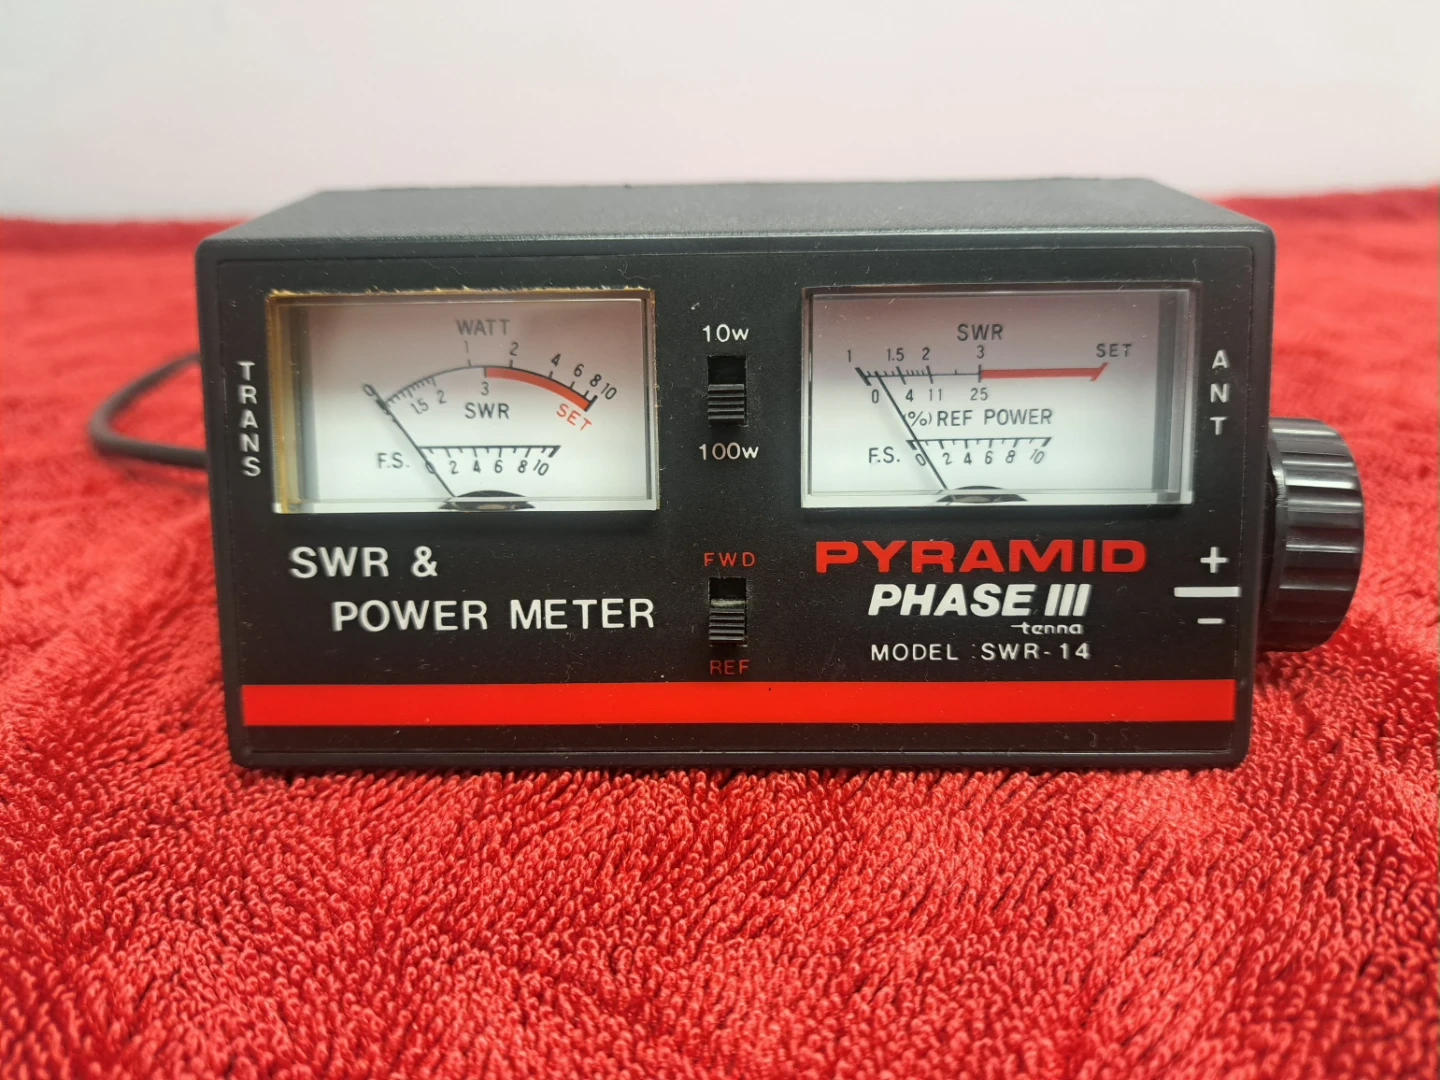 TRANS
WATT
1 2 4 6 8 10
0 1.5 2 3
SWR
SET
F.S. 0 2 4 6 8 10
10w
100w
SWR
1 1.5 2 3 SET
0 4 11 25
(%) REF POWER
F.S. 0 2 4 6 8 10
ANT
SWR &
POWER METER
FWD
REF
PYRAMID
PHASE III
tenna
MODEL : SWR-14
+
-